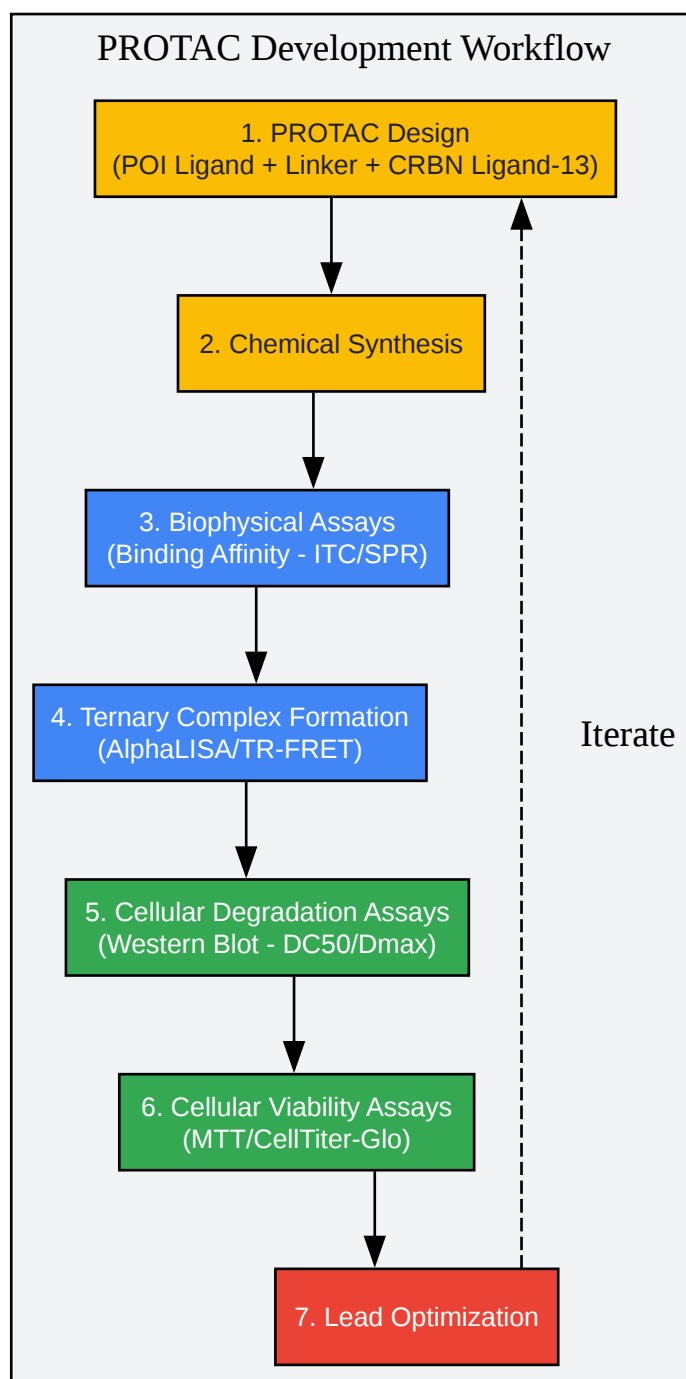 PROTAC Development Workflow
1. PROTAC Design
(POI Ligand + Linker + CRBN Ligand-13)
2. Chemical Synthesis
3. Biophysical Assays
(Binding Affinity - ITC/SPR)
4. Ternary Complex Formation
(AlphaLISA/TR-FRET)
Iterate
5. Cellular Degradation Assays
(Western Blot - DC50/Dmax)
6. Cellular Viability Assays
(MTT/CellTiter-Glo)
7. Lead Optimization